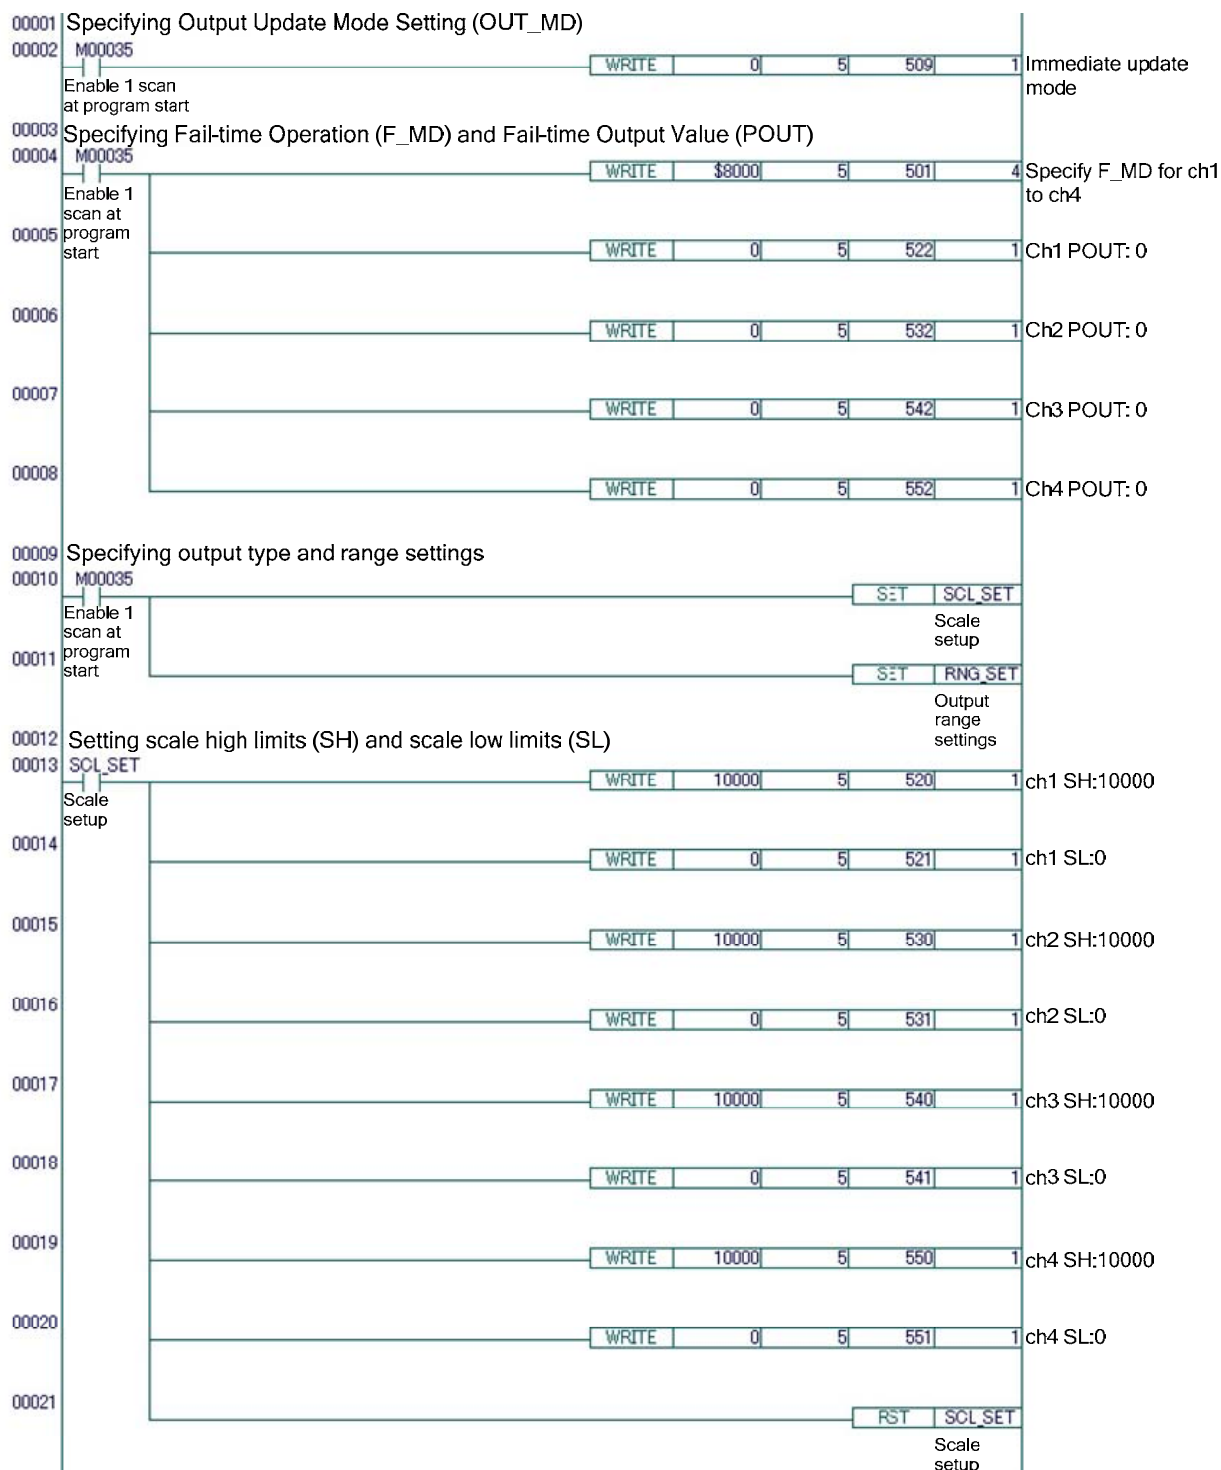 00001 Specifying Output Update Mode Setting (OUT_MD)
00002 M00035
WRITE 0 5 509 1 Immediate update
mode
Enable 1 scan
at program start
00003 Specifying Fail-time Operation (F_MD) and Fail-time Output Value (POUT)
00004 M00035
WRITE $8000 5 501 4 Specify F_MD for ch1
to ch4
Enable 1
scan at
program
start
00005 WRITE 0 5 522 1 Ch1 POUT: 0
00006 WRITE 0 5 532 1 Ch2 POUT: 0
00007 WRITE 0 5 542 1 Ch3 POUT: 0
00008 WRITE 0 5 552 1 Ch4 POUT: 0
00009 Specifying output type and range settings
00010 M00035
SET SCL_SET
Scale
setup
Enable 1
scan at
program
start
00011 SET RNG_SET
Output
range
settings
00012 Setting scale high limits (SH) and scale low limits (SL)
00013 SCL_SET
WRITE 10000 5 520 1 ch1 SH:10000
Scale
setup
00014 WRITE 0 5 521 1 ch1 SL:0
00015 WRITE 10000 5 530 1 ch2 SH:10000
00016 WRITE 0 5 531 1 ch2 SL:0
00017 WRITE 10000 5 540 1 ch3 SH:10000
00018 WRITE 0 5 541 1 ch3 SL:0
00019 WRITE 10000 5 550 1 ch4 SH:10000
00020 WRITE 0 5 551 1 ch4 SL:0
00021 RST SCL_SET
Scale
setup